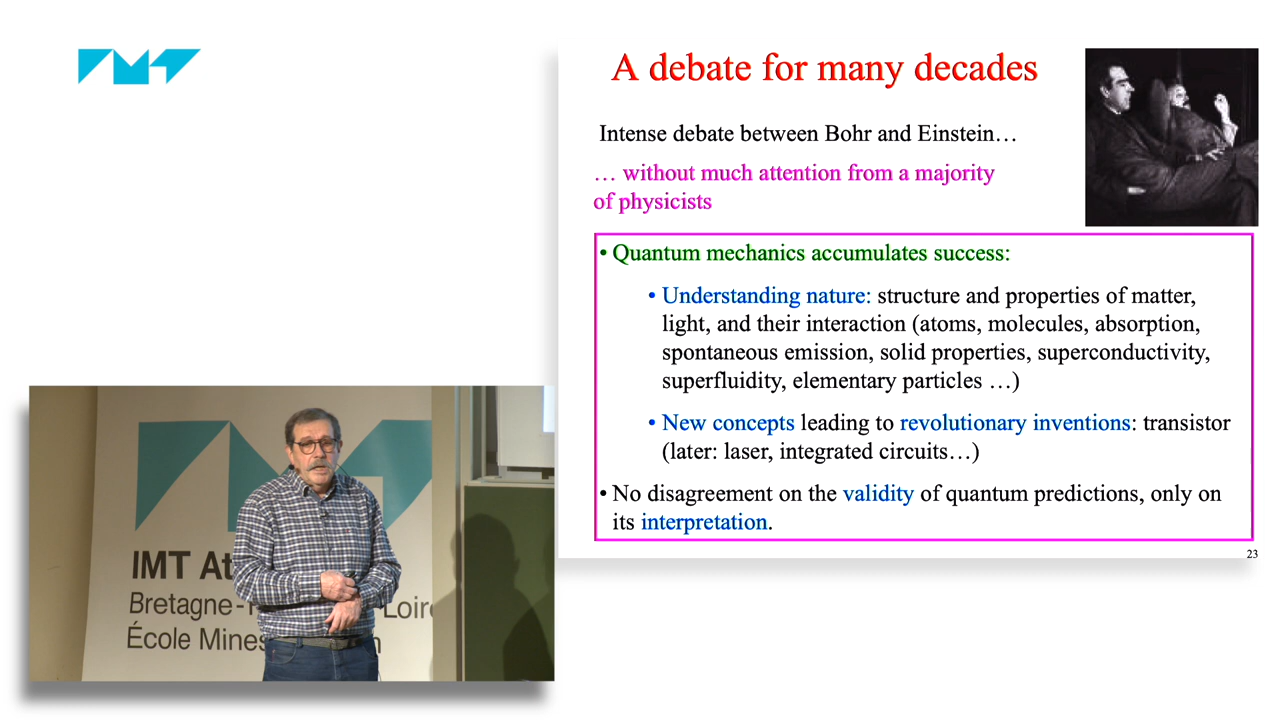 A debate for many decades
Intense debate between Bohr and Einstein…
… without much attention from a majority
of physicists
• Quantum mechanics accumulates success:
• Understanding nature: structure and properties of matter,
light, and their interaction (atoms, molecules, absorption,
spontaneous emission, solid properties, superconductivity,
superfluidity, elementary particles …)
• New concepts leading to revolutionary inventions: transistor
(later: laser, integrated circuits…)
• No disagreement on the validity of quantum predictions, only on
its interpretation.
23
IMT At
Bretagne-P Loire
École Mines